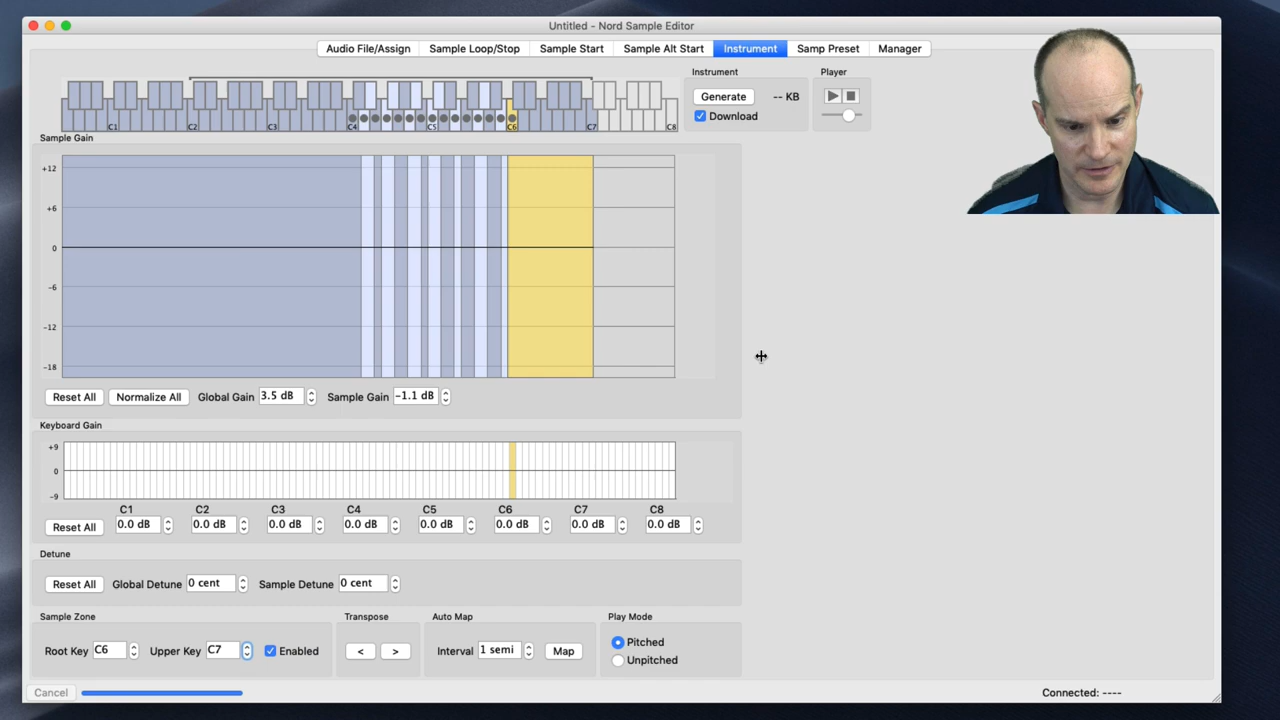 Untitled - Nord Sample Editor
Audio File/Assign Sample Loop/Stop Sample Start Sample Alt Start Instrument Samp Preset Manager
Instrument Player
Generate -- KB
Download
C1 C2 C3 C4 C5 C6 C7 C8
Sample Gain
+12
+6
0
-6
-12
-18
Reset All Normalize All Global Gain 3.5 dB Sample Gain -1.1 dB
Keyboard Gain
+9
0
-9
C1 C2 C3 C4 C5 C6 C7 C8
Reset All 0.0 dB 0.0 dB 0.0 dB 0.0 dB 0.0 dB 0.0 dB 0.0 dB 0.0 dB
Detune
Reset All Global Detune 0 cent Sample Detune 0 cent
Sample Zone Transpose Auto Map Play Mode
Root Key C6 Upper Key C7 Enabled < > Interval 1 semi Map Pitched
Unpitched
Cancel Connected: ----